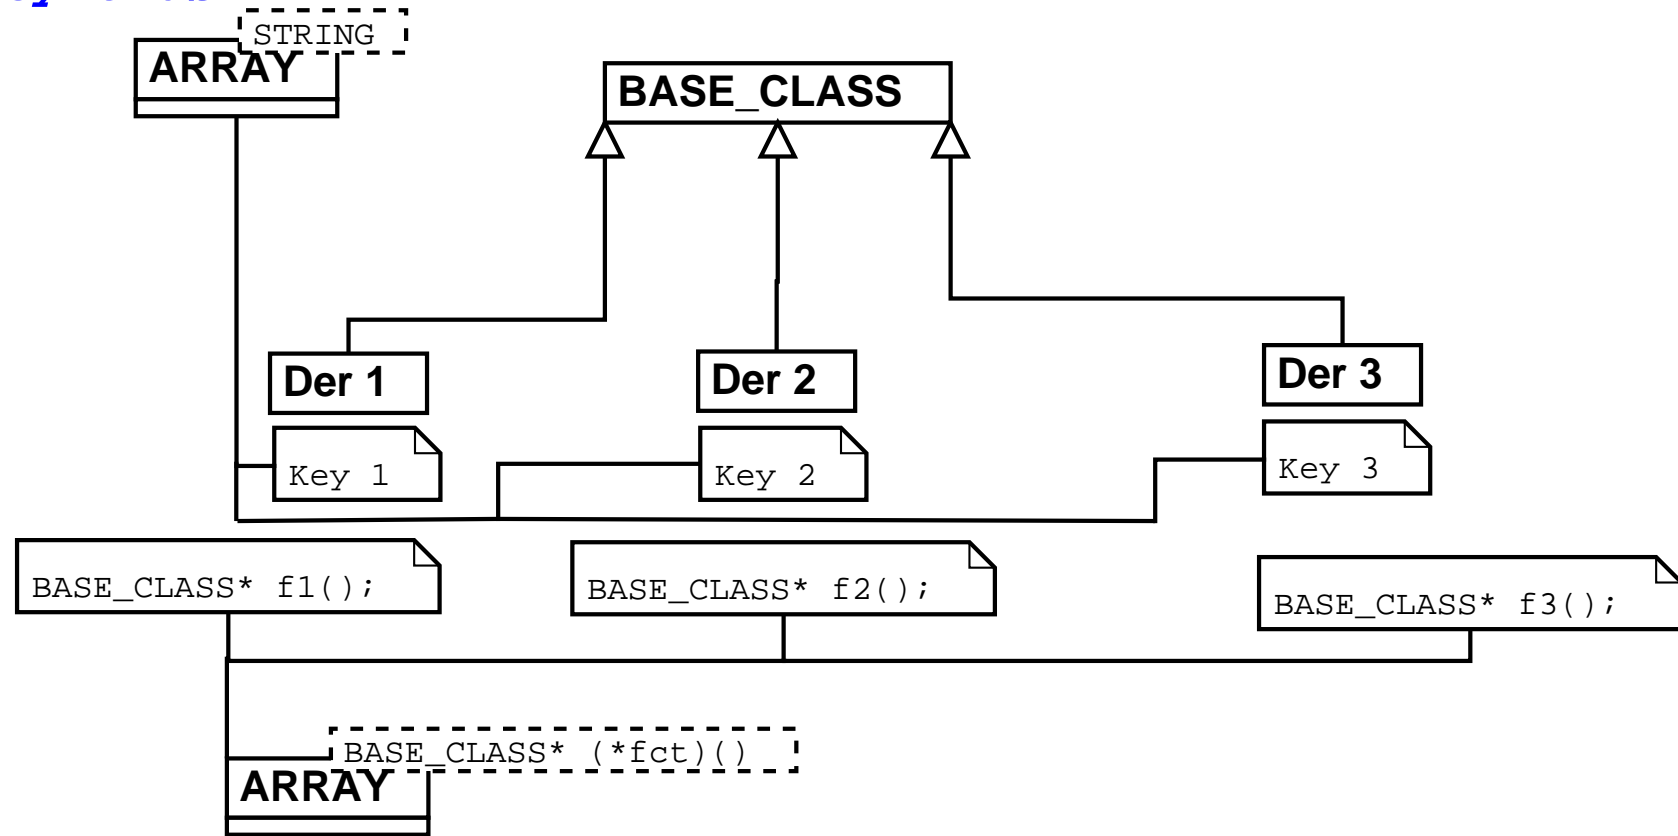 STRING
ARRAY
BASE_CLASS
Der 1
Der 2
Der 3
Key 1
Key 2
Key 3
BASE_CLASS* f1();
BASE_CLASS* f2();
BASE_CLASS* f3();
BASE_CLASS* (*fct)()
ARRAY